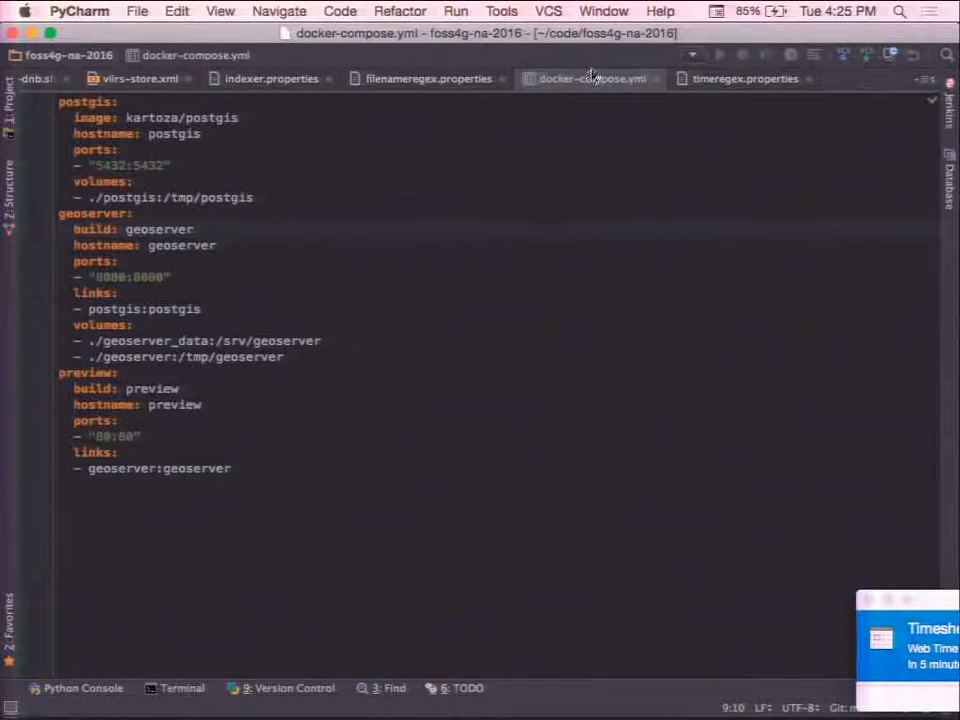 PyCharm File Edit View Navigate Code Refactor Run Tools VCS Window Help 85% Tue 4:25 PM
docker-compose.yml - foss4g-na-2016 - [~/code/foss4g-na-2016]
foss4g-na-2016 docker-compose.yml
-dnb.sl viirs-store.xml indexer.properties filenameregex.properties docker-compose.yml timeregex.properties
1: Project
Z: Structure
2: Favorites
Jenkins
Database
postgis:
image: kartoza/postgis
hostname: postgis
ports:
- "5432:5432"
volumes:
- ./postgis:/tmp/postgis
geoserver:
build: geoserver
hostname: geoserver
ports:
- "8080:8080"
links:
- postgis:postgis
volumes:
- ./geoserver_data:/srv/geoserver
- ./geoserver:/tmp/geoserver
preview:
build: preview
hostname: preview
ports:
- "80:80"
links:
- geoserver:geoserver
Timeshe
Web Time
In 5 minut
Python Console Terminal 9: Version Control 3: Find 6: TODO
9:10 LF UTF-8 Git: m